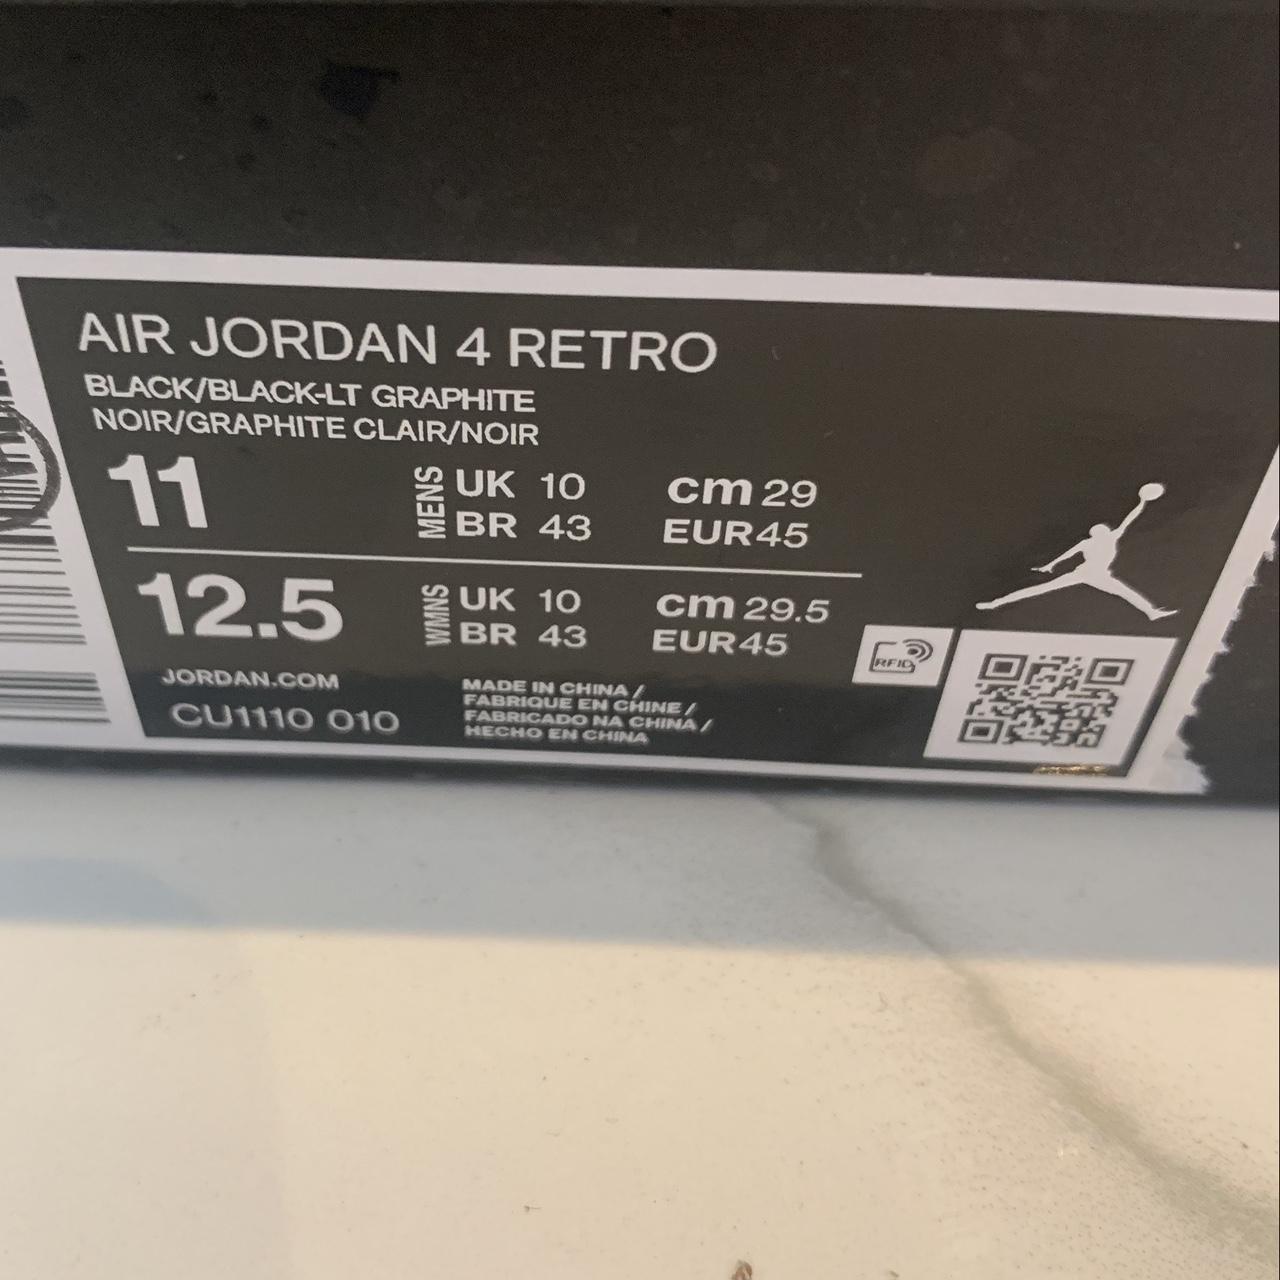 AIR JORDAN 4 RETRO
BLACK/BLACK-LT GRAPHITE
NOIR/GRAPHITE CLAIR/NOIR
11 MENS UK 10 cm 29
BR 43 EUR 45
12.5 WMNS UK 10 cm 29.5
BR 43 EUR 45
RFID
JORDAN.COM
CU1110 010
MADE IN CHINA /
FABRIQUE EN CHINE /
FABRICADO NA CHINA /
HECHO EN CHINA